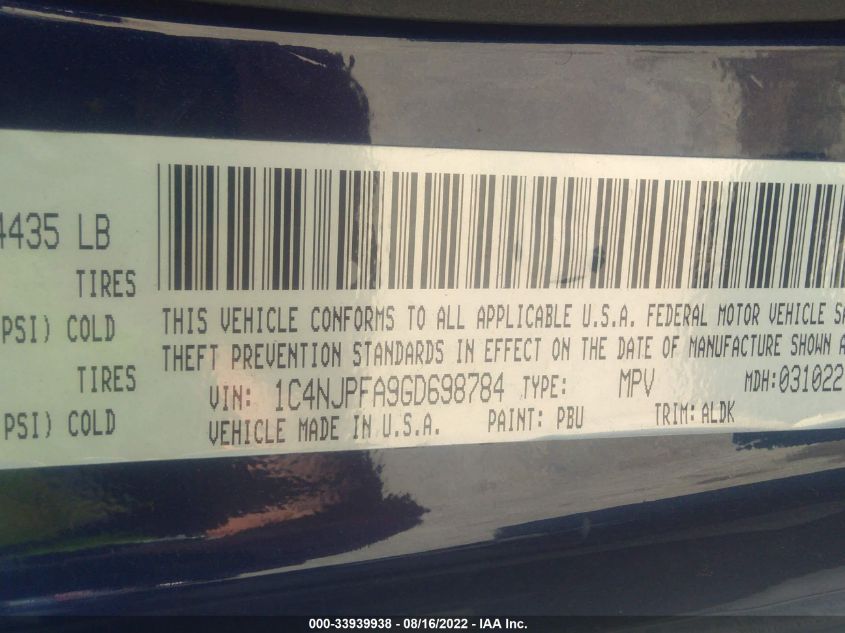 4435 LB
TIRES
PSI) COLD
TIRES
PSI) COLD
THIS VEHICLE CONFORMS TO ALL APPLICABLE U.S.A. FEDERAL MOTOR VEHICLE SA
THEFT PREVENTION STANDARDS IN EFFECT ON THE DATE OF MANUFACTURE SHOWN A
VIN: 1C4NJPFA9GD698784 TYPE: MPV MDH:031022
VEHICLE MADE IN U.S.A. PAINT: PBU TRIM: ALDK
000-33939938 - 08/16/2022 - IAA Inc.